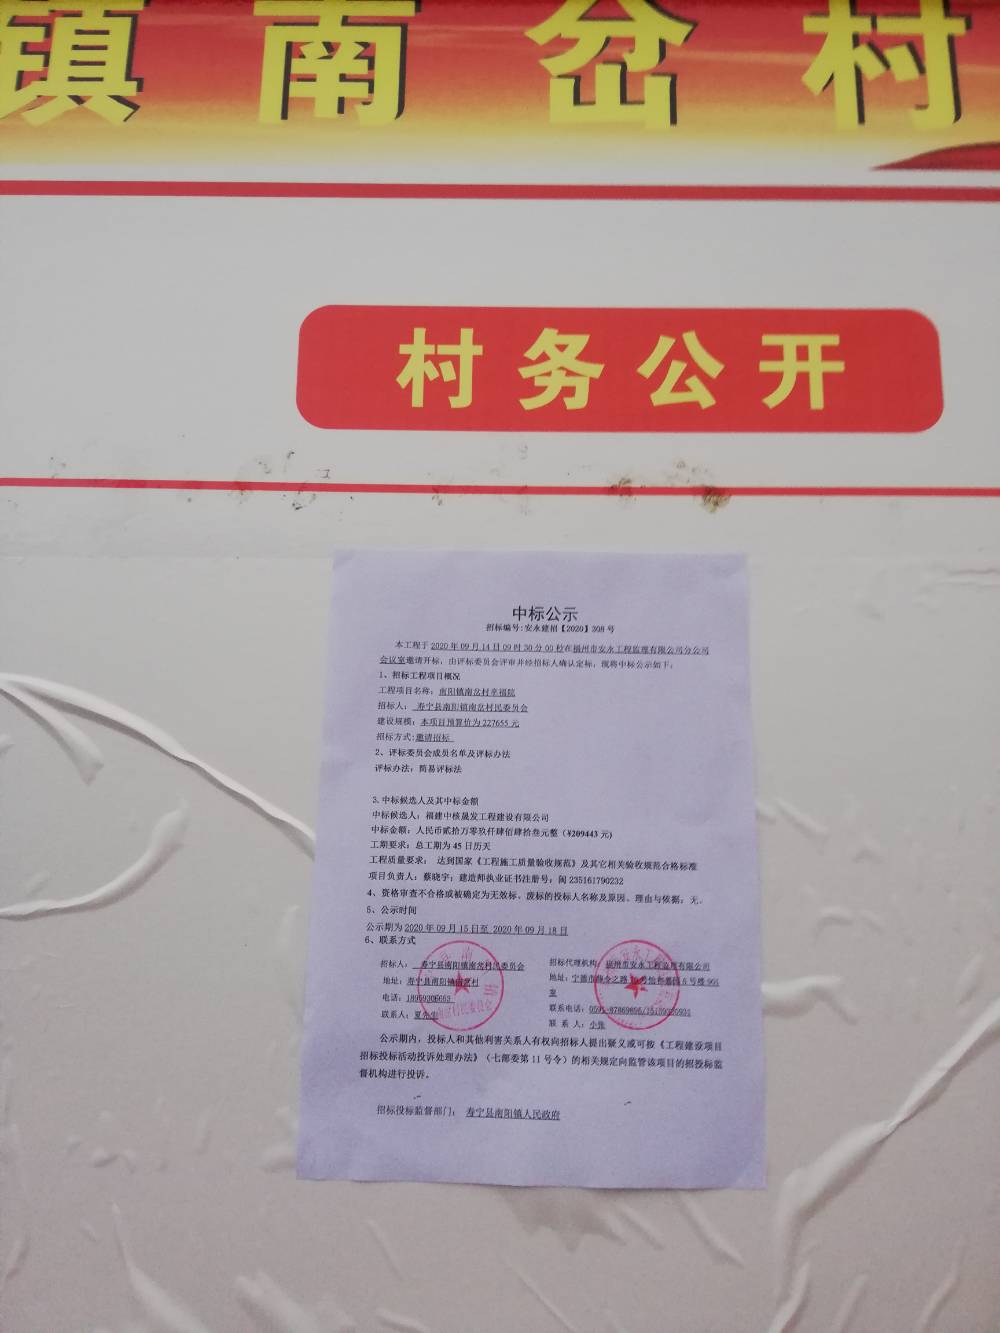 镇南岔村
村务公开
中标公示
招标编号:安永建招【2020】308号
本工程于2020年09月14日09时30分00秒在福州市安永工程监理有限公司分公司
会议室邀请开标，由评标委员会评审并经招标人确认定标，现将中标公示如下：
1、招标工程项目概况
工程项目名称：南阳镇南岔村幸福院
招标人：寿宁县南阳镇南岔村民委员会
建设规模：本项目预算价为227655元
招标方式:邀请招标
2、评标委员会成员名单及评标办法
评标办法：简易评标法
3.中标候选人及其中标金额
中标候选人：福建中核晟发工程建设有限公司
中标金额：人民币贰拾万零玖仟肆佰肆拾叁元整（¥209443元)
工期要求：总工期为45日历天
工程质量要求： 达到国家《工程施工质量验收规范》及其它相关验收规范合格标准
项目负责人：蔡晓宇；建造师执业证书注册号：闽235161790232
4、资格审查不合格或被确定为无效标、废标的投标人名称及原因、理由与依据：无。
5、公示时间
公示期为2020年09月15日至 2020年09月18日
6、联系方式
招标人：寿宁县南阳镇南岔村民委员会
地址：寿宁县南阳镇南岔村
电话：
联系人：夏先生
招标代理机构：福州市安永工程监理有限公司
地址：宁德市
室
联系电话：
联 系 人：小张
公示期内，投标人和其他利害关系人有权向招标人提出疑义或可按《工程建设项目
招标投标活动投诉处理办法》（七部委第11号令）的相关规定向监管该项目的招投标监
督机构进行投诉。
招标投标监督部门： 寿宁县南阳镇人民政府